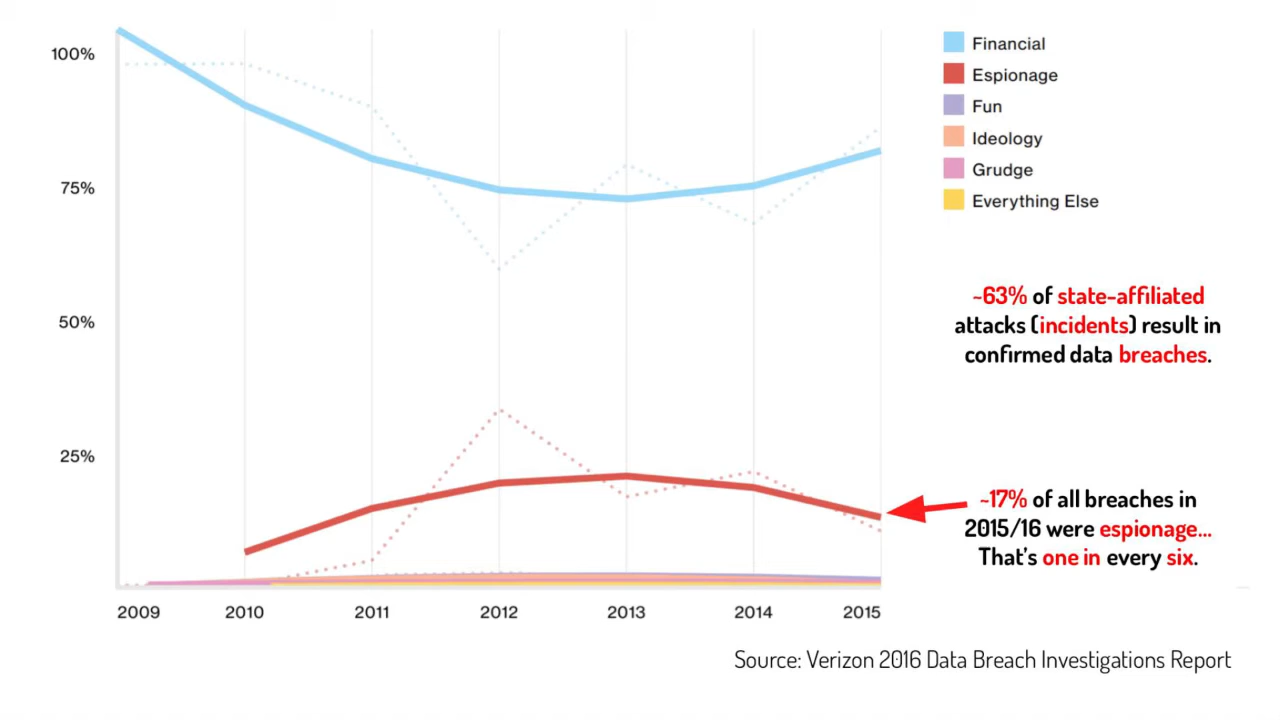 100%
75%
50%
25%
2009 2010 2011 2012 2013 2014 2015
Financial
Espionage
Fun
Ideology
Grudge
Everything Else
~63% of state-affiliated
attacks (incidents) result in
confirmed data breaches.
~17% of all breaches in
2015/16 were espionage...
That's one in every six.
Source: Verizon 2016 Data Breach Investigations Report